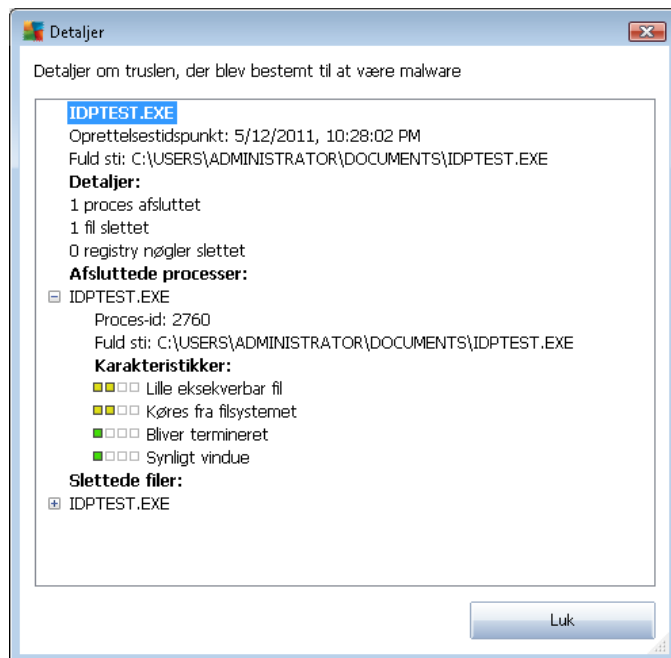 Detaljer
Detaljer om truslen, der blev bestemt til at være malware
IDPTEST.EXE
Oprettelsestidspunkt: 5/12/2011, 10:28:02 PM
Fuld sti: C:\USERS\ADMINISTRATOR\DOCUMENTS\IDPTEST.EXE
Detaljer:
1 proces afsluttet
1 fil slettet
0 registry nøgler slettet
Afsluttede processer:
IDPTEST.EXE
Proces-id: 2760
Fuld sti: C:\USERS\ADMINISTRATOR\DOCUMENTS\IDPTEST.EXE
Karakteristikker:
Lille eksekverbar fil
Køres fra filsystemet
Bliver termineret
Synligt vindue
Slettede filer:
IDPTEST.EXE
Luk